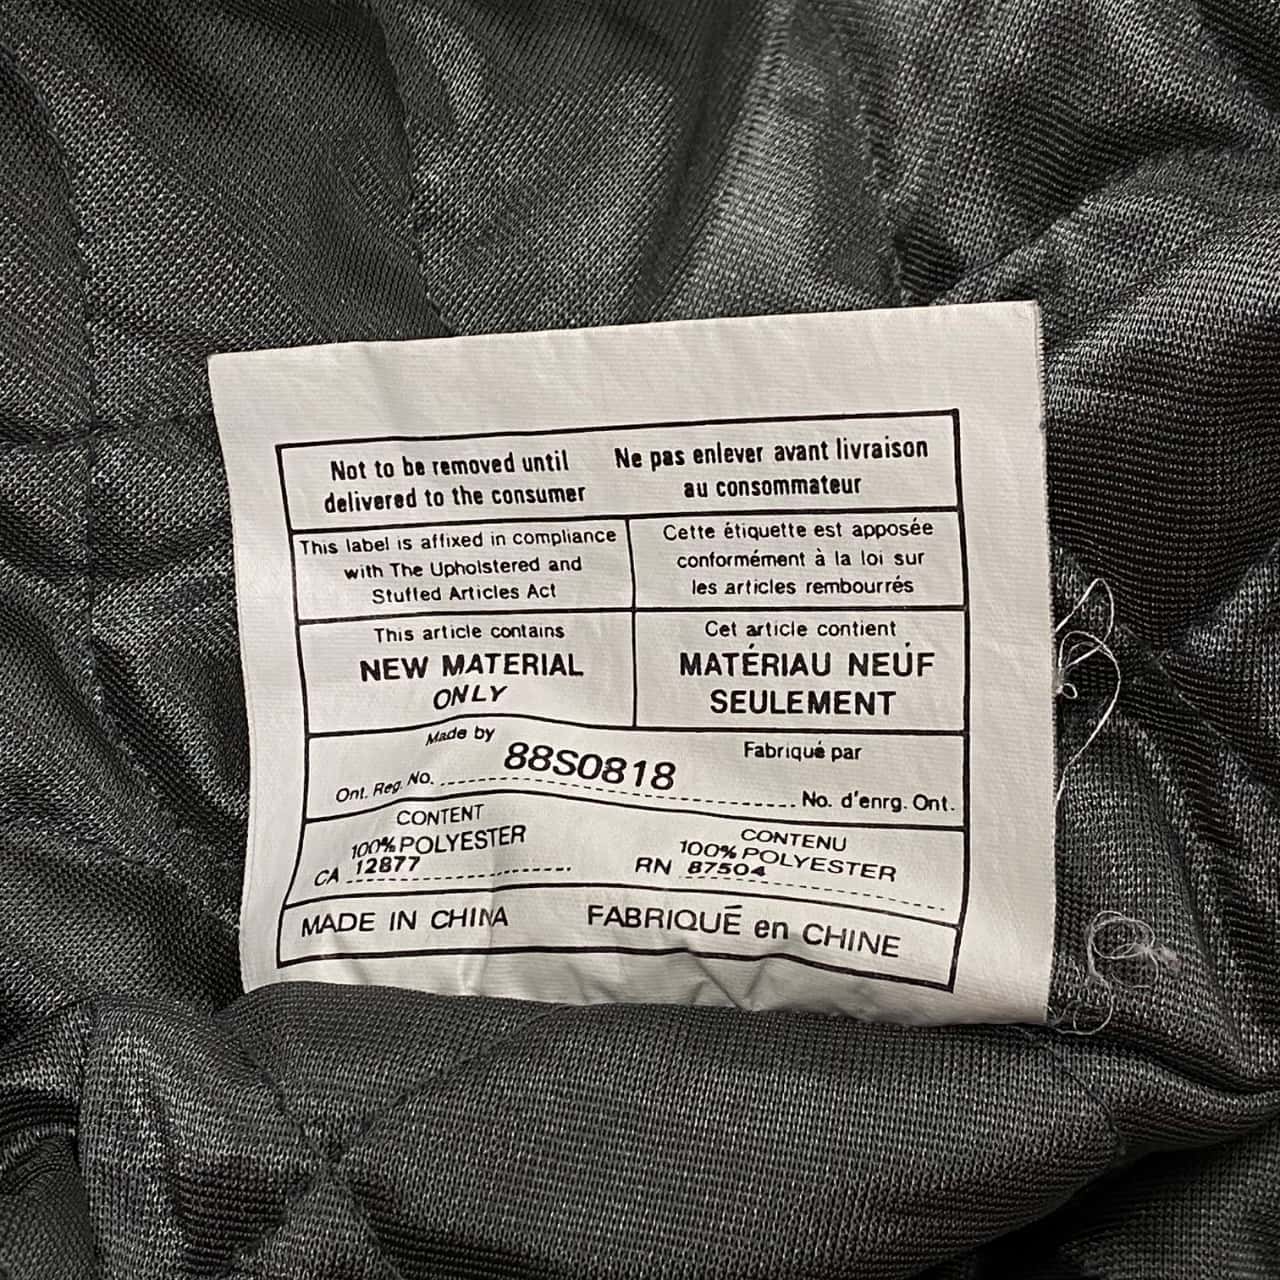 Not to be removed until
delivered to the consumer
Ne pas enlever avant livraison
au consommateur
This label is affixed in compliance
with The Upholstered and
Stuffed Articles Act
Cette étiquette est apposée
conformément à la loi sur
les articles rembourrés
This article contains
NEW MATERIAL
ONLY
Cet article contient
MATÉRIAU NEUF
SEULEMENT
Made by
88S0818
Fabriqué par
Ont. Reg. No.
No. d'enrg. Ont.
CONTENT
100% POLYESTER
CA 12877
CONTENU
100% POLYESTER
RN 87504
MADE IN CHINA
FABRIQUÉ en CHINE